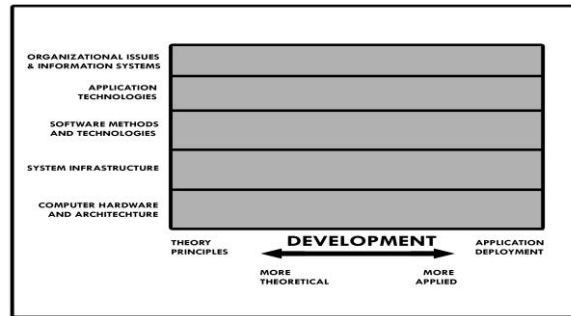 ORGANIZATIONAL ISSUES
& INFORMATION SYSTEMS
APPLICATION
TECHNOLOGIES
SOFTWARE METHODS
AND TECHNOLOGIES
SYSTEM INFRASTRUCTURE
COMPUTER HARDWARE
AND ARCHITECHTURE
THEORY
PRINCIPLES
DEVELOPMENT
APPLICATION
DEPLOYMENT
MORE
THEORETICAL
MORE
APPLIED